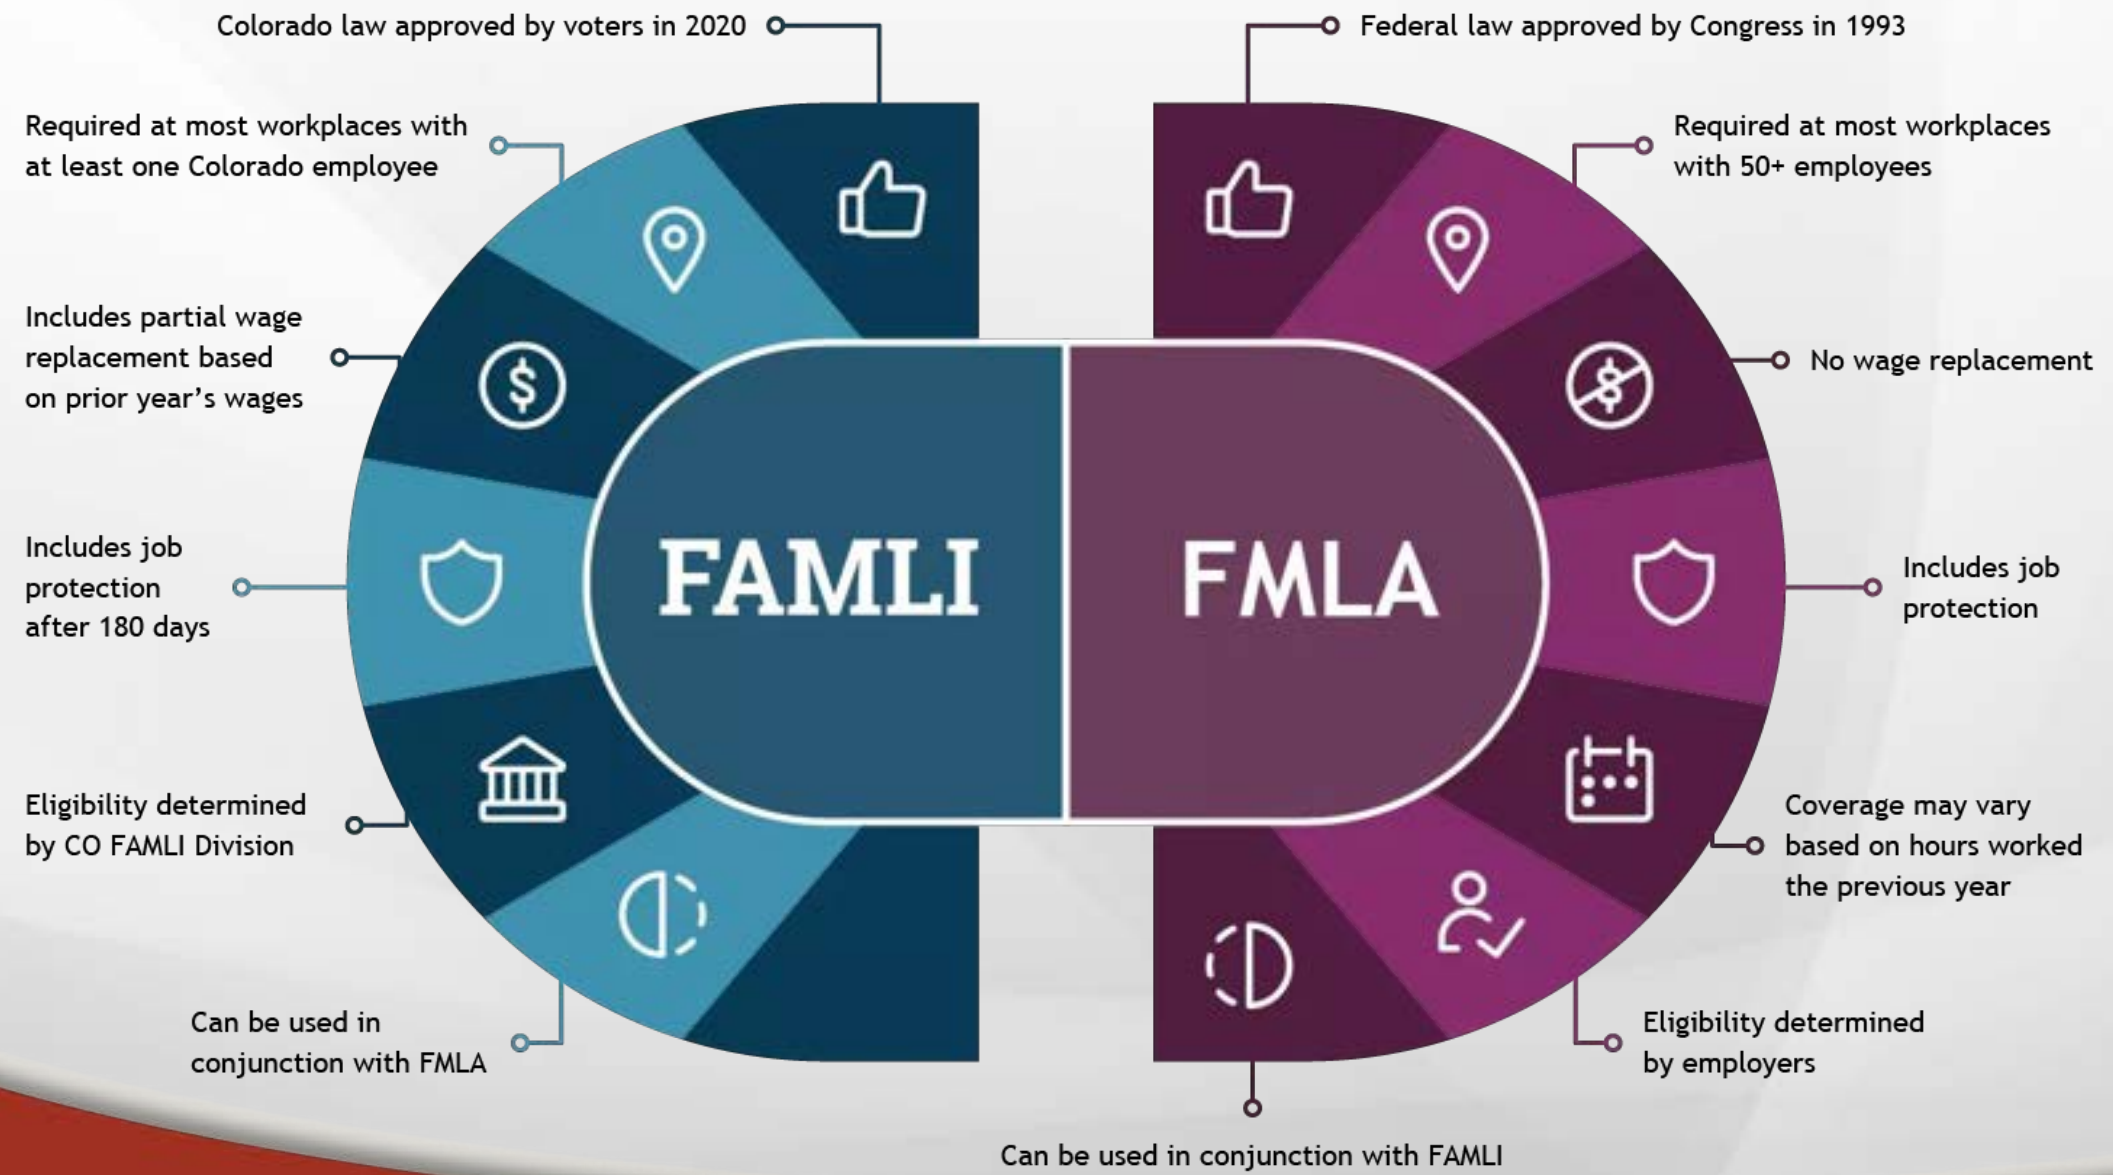 Colorado law approved by voters in 2020
Required at most workplaces with
at least one Colorado employee
Includes partial wage
replacement based
on prior year's wages
Includes job
protection
after 180 days
Eligibility determined
by CO FAMLI Division
Can be used in
conjunction with FMLA
FAMLI
FMLA
Federal law approved by Congress in 1993
Required at most workplaces
with 50+ employees
No wage replacement
Includes job
protection
Coverage may vary
based on hours worked
the previous year
Eligibility determined
by employers
Can be used in conjunction with FAMLI